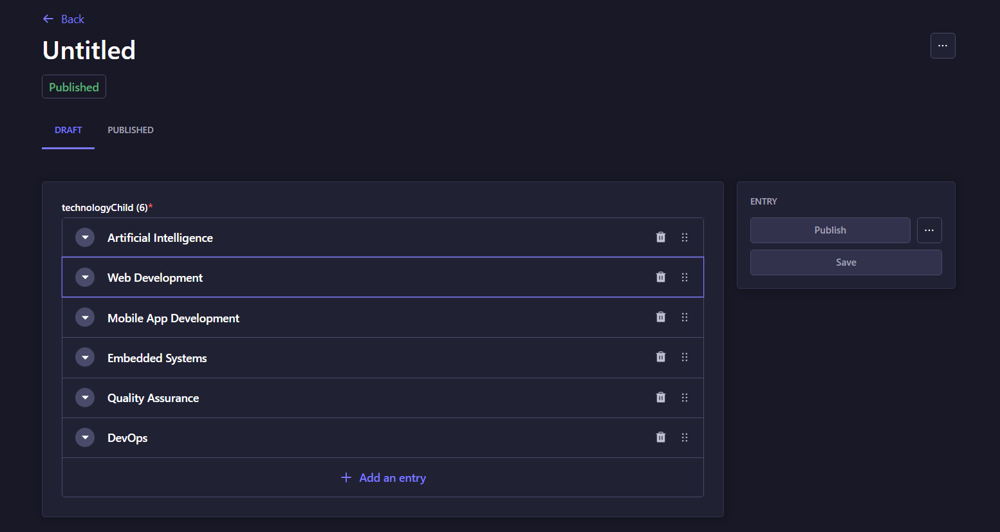 Back
Untitled
Published
DRAFT PUBLISHED
technologyChild (6)*
Artificial Intelligence
Web Development
Mobile App Development
Embedded Systems
Quality Assurance
DevOps
Add an entry
ENTRY
Publish
Save